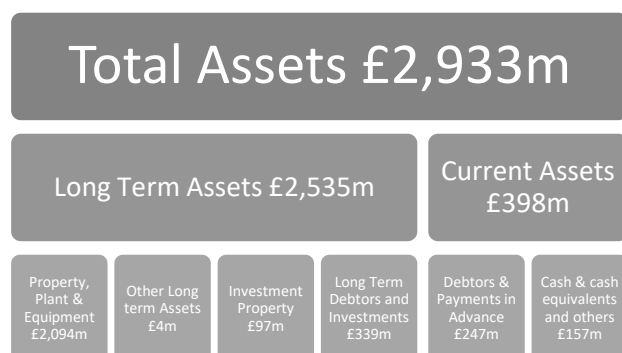 Total Assets £2,933m
Long Term Assets £2,535m
Current Assets
£398m
Property,
Plant &
Equipment
£2,094m
Other Long
term Assets
£4m
Investment
Property
£97m
Long Term
Debtors and
Investments
£339m
Debtors &
Payments in
Advance
£247m
Cash & cash
equivalents
and others
£157m